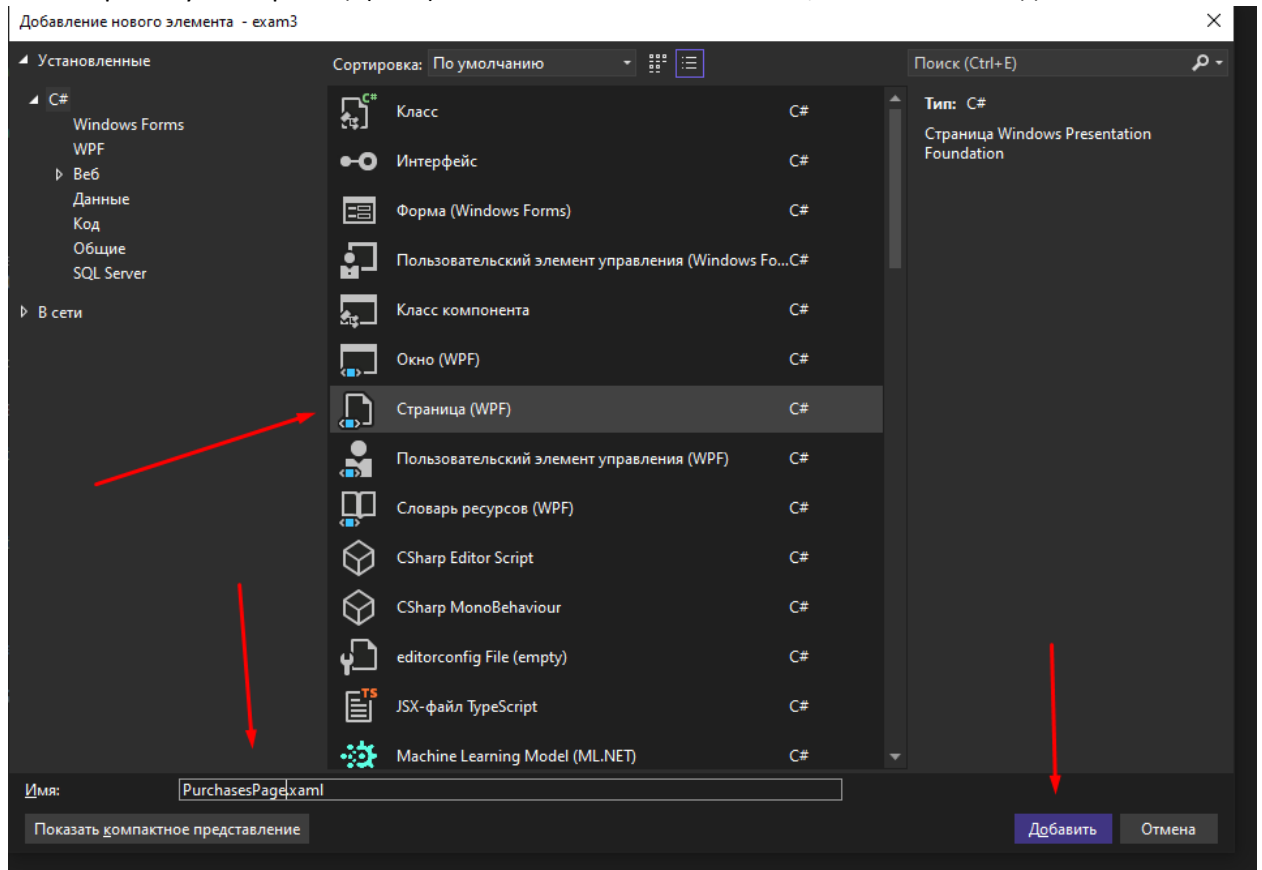 Добавление нового элемента - exam3
Установленные
C#
Windows Forms
WPF
Веб
Данные
Код
Общие
SQL Server
В сети
Сортировка: По умолчанию
Класс C#
Интерфейс C#
Форма (Windows Forms) C#
Пользовательский элемент управления (Windows Fo...C#
Класс компонента C#
Окно (WPF) C#
Страница (WPF) C#
Пользовательский элемент управления (WPF) C#
Словарь ресурсов (WPF) C#
CSharp Editor Script C#
CSharp MonoBehaviour C#
editorconfig File (empty) C#
TS
JSX-файл TypeScript C#
Machine Learning Model (ML.NET) C#
Поиск (Ctrl+E)
Тип: C#
Страница Windows Presentation
Foundation
Имя: PurchasesPage.xaml
Показать компактное представление
Добавить Отмена